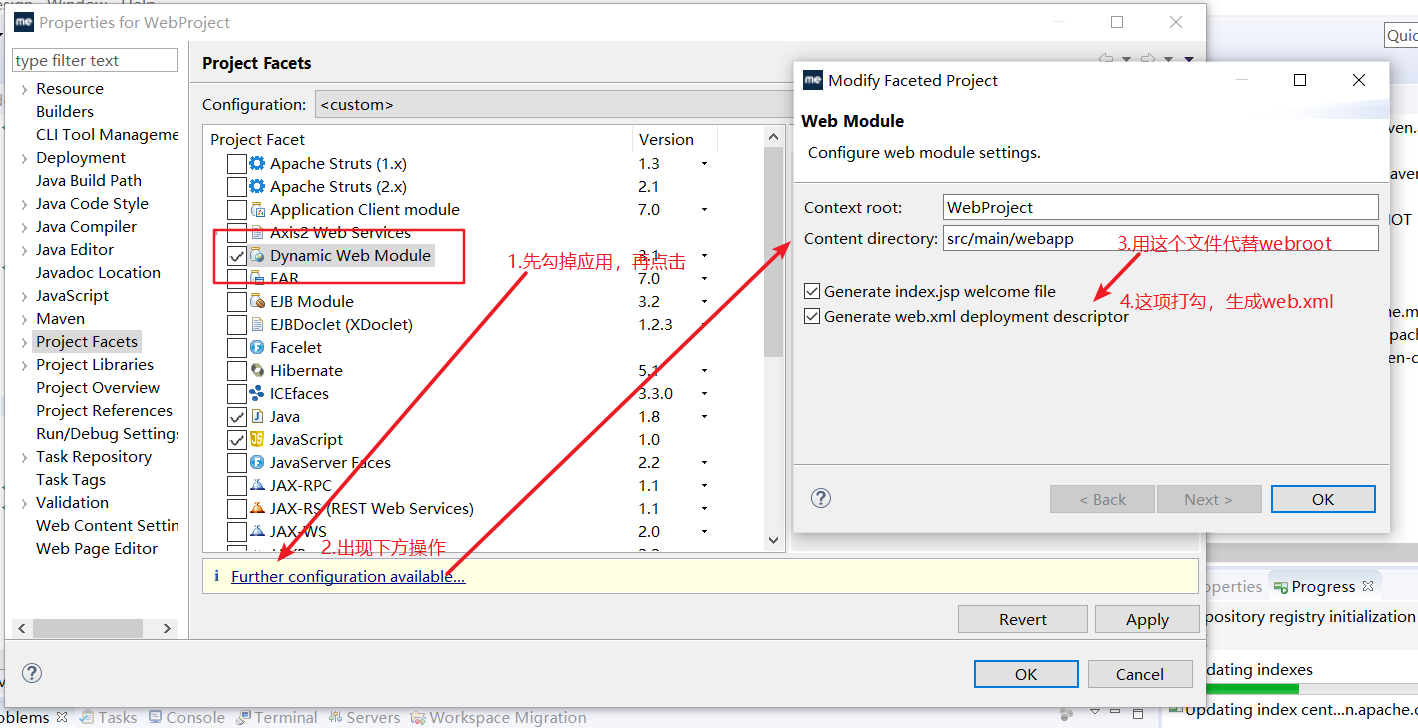 Properties for WebProject
type filter text
Resource
Builders
CLI Tool Manageme
Deployment
Java Build Path
Java Code Style
Java Compiler
Java Editor
Javadoc Location
JavaScript
Maven
Project Facets
Project Libraries
Project Overview
Project References
Run/Debug Setting
Task Repository
Task Tags
Validation
Web Content Settin
Web Page Editor
Project Facets
Configuration: <custom>
Project Facet Version
Apache Struts (1.x) 1.3
Apache Struts (2.x) 2.1
Application Client module 7.0
Axis2 Web Services
Dynamic Web Module 3.1
EAR 7.0
EJB Module 3.2
EJBDoclet (XDoclet) 1.2.3
Facelet
Hibernate 5.1
ICEfaces 3.3.0
Java 1.8
JavaScript 1.0
JavaServer Faces 2.2
JAX-RPC 1.1
JAX-RS (REST Web Services) 1.1
JAX-WS 2.0
1.先勾掉应用，再点击
2.出现下方操作
Further configuration available...
Revert Apply
OK Cancel
me Modify Faceted Project
Web Module
Configure web module settings.
Context root: WebProject
Content directory: src/main/webapp
3.用这个文件代替webroot
Generate index.jsp welcome file
4.这项打勾，生成web.xml
Generate web.xml deployment descriptor
< Back Next > OK
Quic
ven.a
aven
IOT
e.m
pac
en-c
operties Progress
pository registry initialization
dating indexes
Updating index cent...n.apache.c
oblems Tasks Console Terminal Servers Workspace Migration